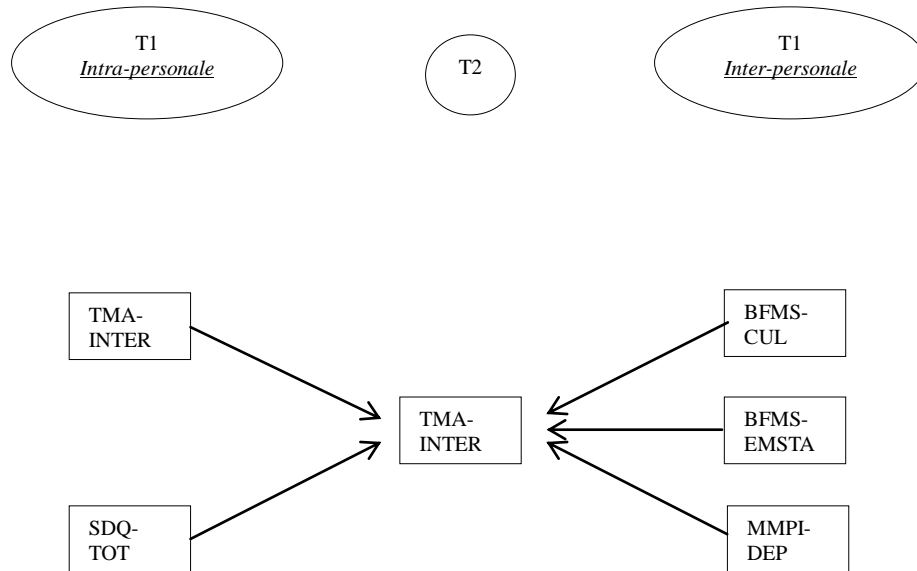 T1
Intra-personale
T2
T1
Inter-personale
TMA-
INTER
SDQ-
TOT
TMA-
INTER
BFMS-
CUL
BFMS-
EMSTA
MMPI-
DEP